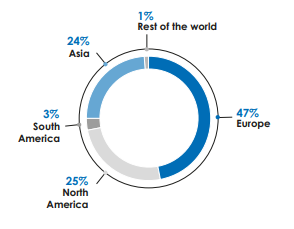 1%
Rest of the world
24%
Asia
47%
Europe
3%
South
America
25%
North
America